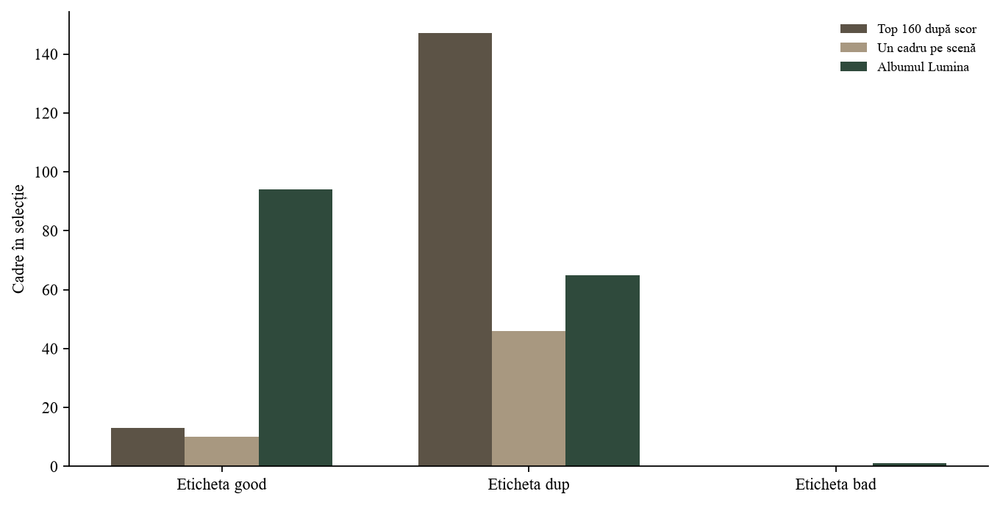 Top 160 după scor
Un cadru pe scenă
Albumul Lumina
Cadre în selecție
140
120
100
80
60
40
20
0
Eticheta good
Eticheta dup
Eticheta bad